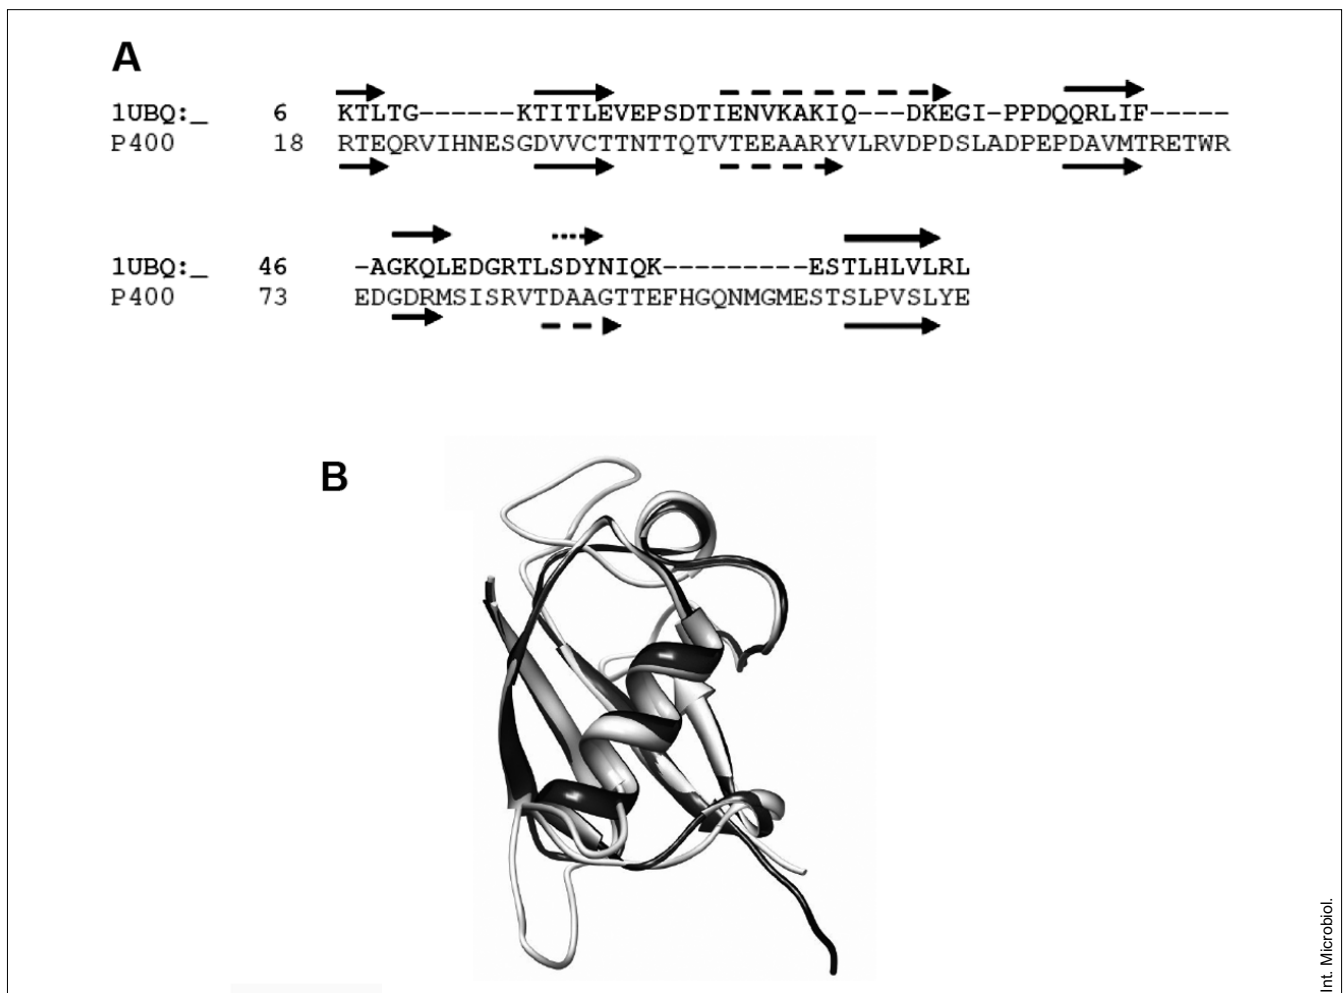 A
1UBQ:_ 6 KTLTG------KTITLEVEPSDTIENVKAKIQ---DKEGI-PPDQQRLIF-----
P400 18 RTEQRVIHNESGDVVCTTNTTQTVTEEAARYVLRVDPDSLADPEPDAVMTRETWR
1UBQ:_ 46 -AGKQLEDGRTLSDYNIQK---------ESTLHLVLRL
P400 73 EDGDRMSISRVTDAAGTTEFHGQNMGMESTSLPVSLYE
B
Int. Microbiol.